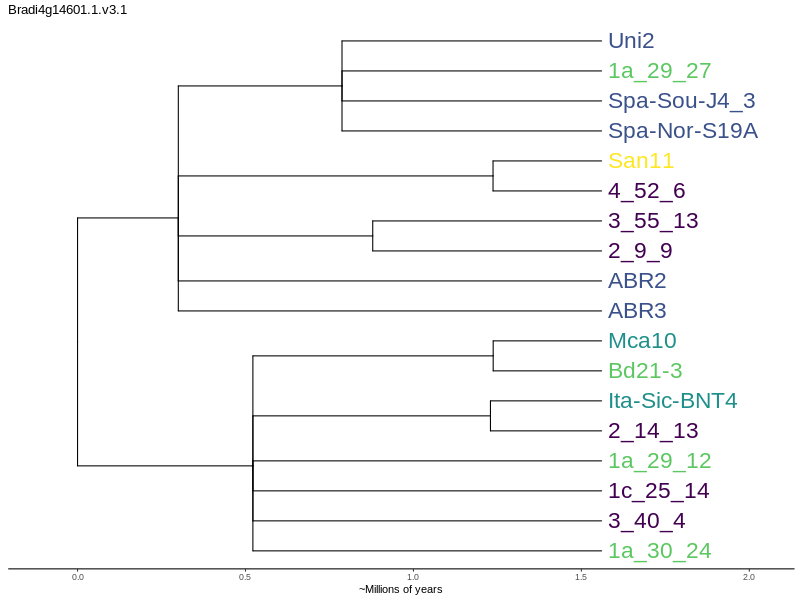 Bradi4g14601.1.v3.1
Uni2
1a_29_27
Spa-Sou-J4_3
Spa-Nor-S19A
San11
4_52_6
3_55_13
2_9_9
ABR2
ABR3
Mca10
Bd21-3
Ita-Sic-BNT4
2_14_13
1a_29_12
1c_25_14
3_40_4
1a_30_24
0.0 0.5 1.0 1.5 2.0
~Millions of years